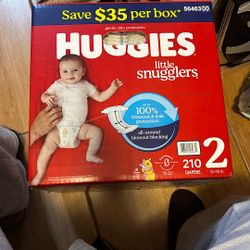 Save $35 per box*
HUGGIES
little
snugglers
up to
100%
blowout & leak
protection
all-around
blowout blocking
210
DIAPERS
2